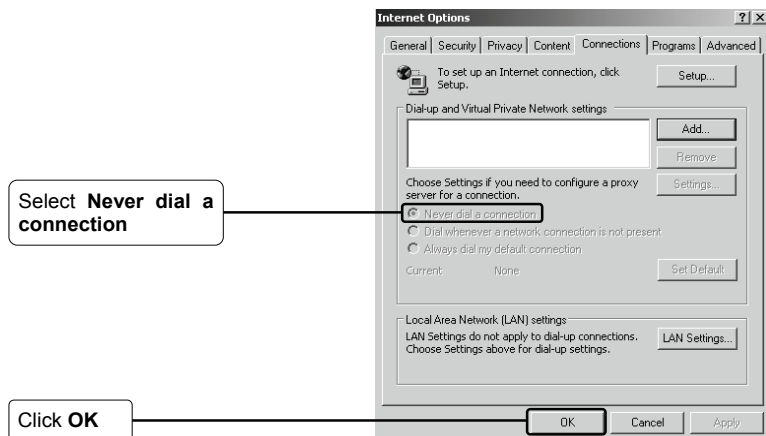 Internet Options
? X
General Security Privacy Content Connections Programs Advanced
To set up an Internet connection, click
Setup.
Setup...
Dial-up and Virtual Private Network settings
Add...
Remove
Choose Settings if you need to configure a proxy
server for a connection.
Settings...
Select Never dial a
connection
Never dial a connection
Dial whenever a network connection is not present
Always dial my default connection
Current None
Set Default
Local Area Network (LAN) settings
LAN Settings do not apply to dial-up connections.
Choose Settings above for dial-up settings.
LAN Settings...
Click OK
OK Cancel Apply